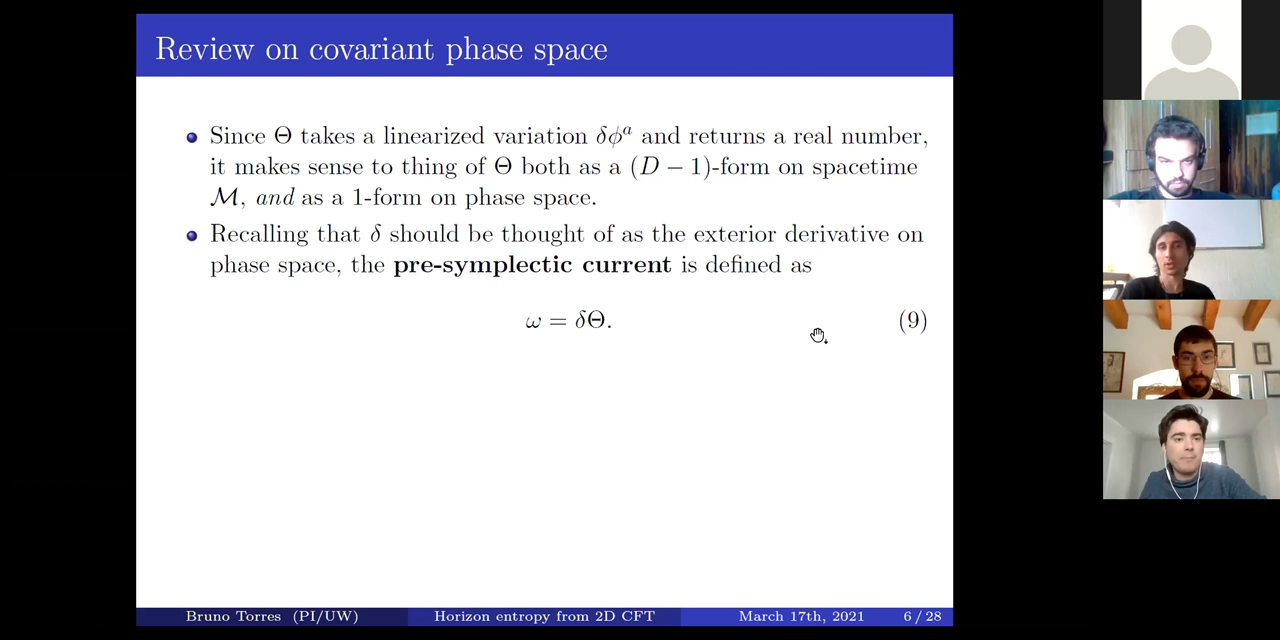 Review on covariant phase space
Since Θ takes a linearized variation δϕᵃ and returns a real number,
it makes sense to thing of Θ both as a (D − 1)-form on spacetime
ℳ, and as a 1-form on phase space.
Recalling that δ should be thought of as the exterior derivative on
phase space, the pre-symplectic current is defined as
ω = δΘ. (9)
Bruno Torres (PI/UW) Horizon entropy from 2D CFT March 17th, 2021 6 / 28